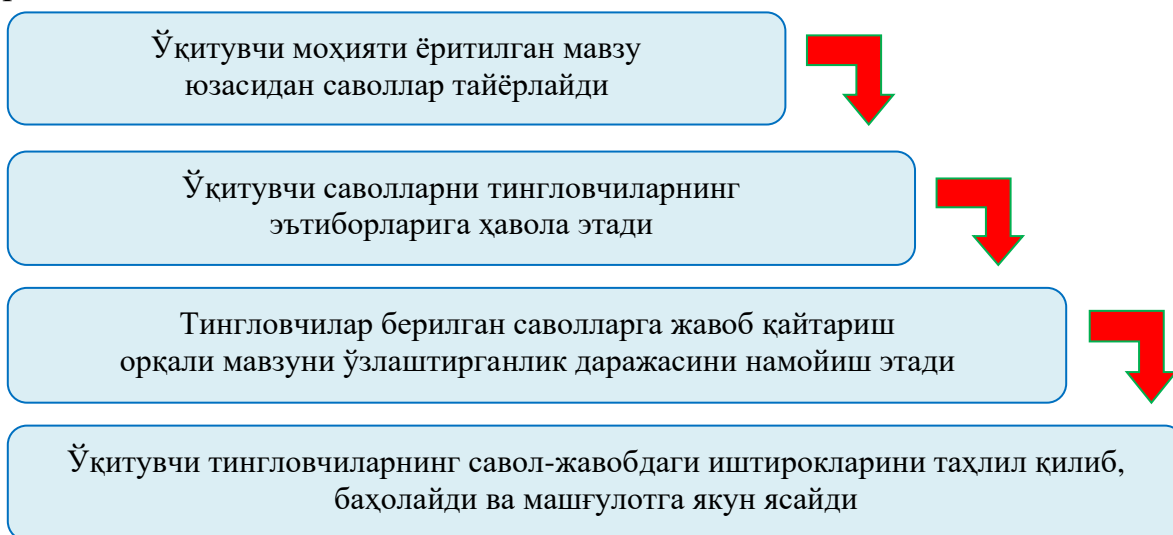 Ўқитувчи моҳияти ёритилган мавзу
юзасидан саволлар тайёрлайди
Ўқитувчи саволларни тингловчиларнинг
эътиборларига ҳавола этади
Тингловчилар берилган саволларга жавоб қайтариш
орқали мавзуни ўзлаштирганлик даражасини намойиш этади
Ўқитувчи тингловчиларнинг савол-жавобдаги иштирокларини таҳлил қилиб,
баҳолайди ва машғулотга якун ясайди